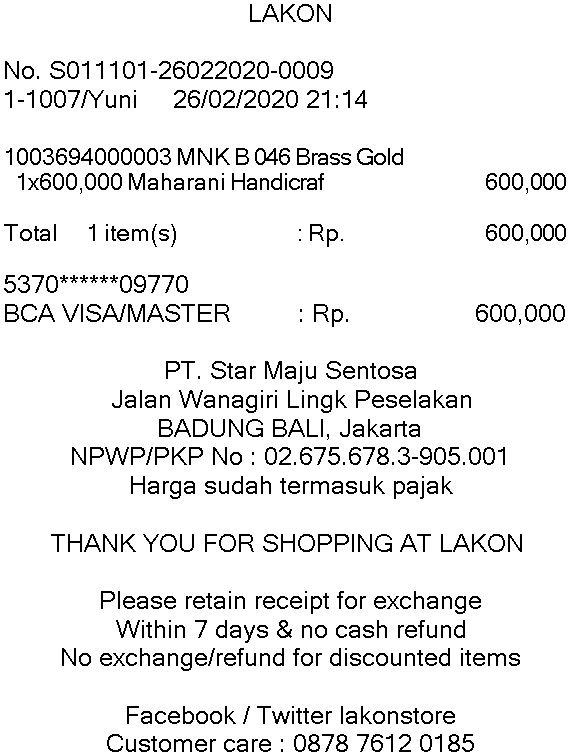 LAKON
No. S011101-26022020-0009
1-1007/Yuni 26/02/2020 21:14
1003694000003 MNK B 046 Brass Gold
1x600,000 Maharani Handicraf 600,000
Total 1 item(s) : Rp. 600,000
5370******09770
BCA VISA/MASTER : Rp. 600,000
PT. Star Maju Sentosa
Jalan Wanagiri Lingk Peselakan
BADUNG BALI, Jakarta
NPWP/PKP No : 02.675.678.3-905.001
Harga sudah termasuk pajak
THANK YOU FOR SHOPPING AT LAKON
Please retain receipt for exchange
Within 7 days & no cash refund
No exchange/refund for discounted items
Facebook / Twitter lakonstore
Customer care : 0878 7612 0185